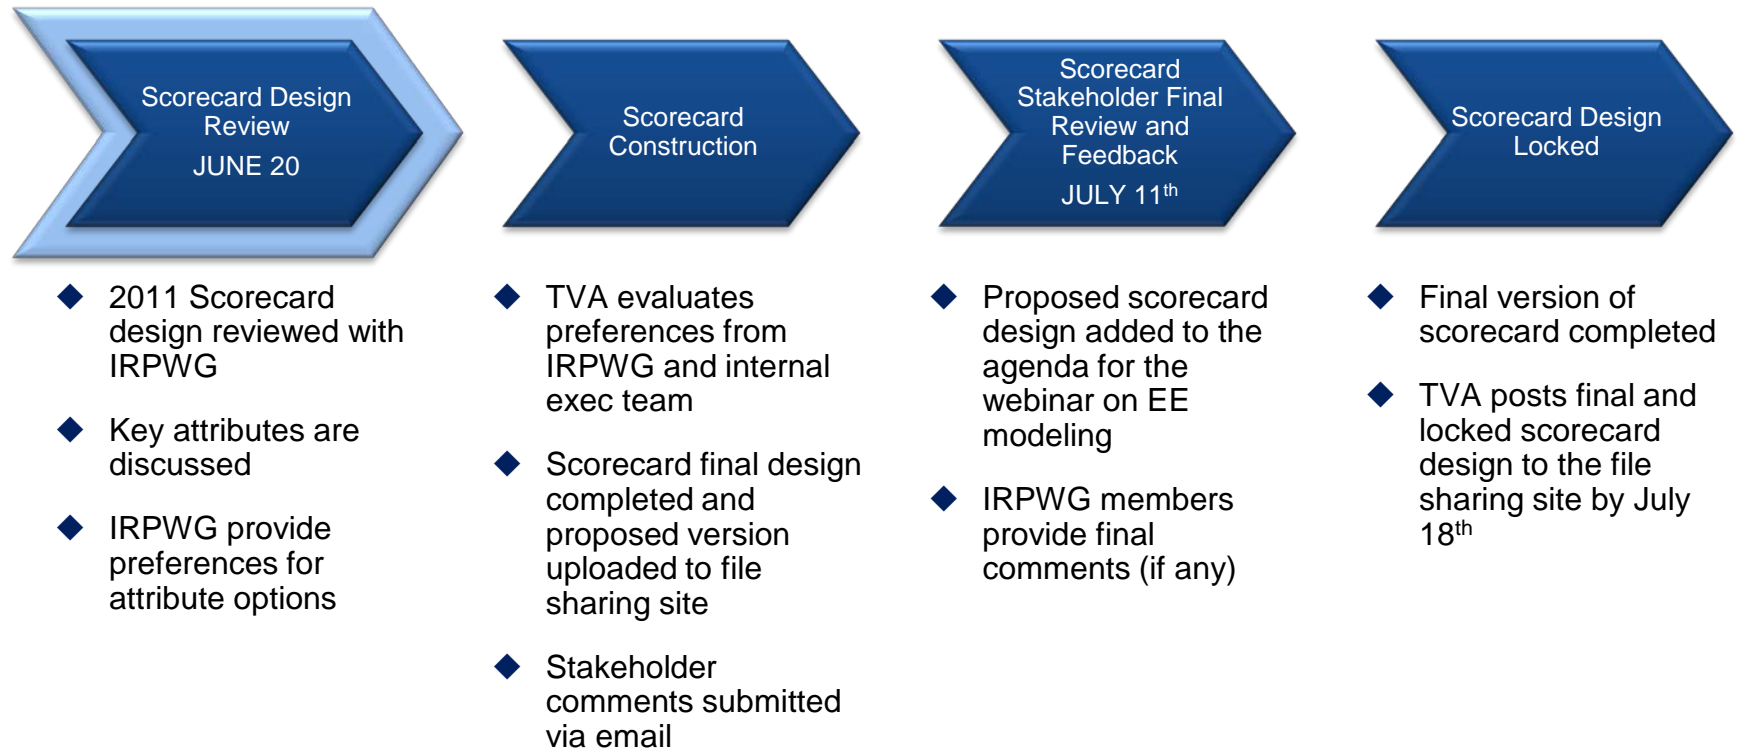 Scorecard Design
Review
JUNE 20
2011 Scorecard
design reviewed with
IRPWG
Key attributes are
discussed
IRPWG provide
preferences for
attribute options
Scorecard
Construction
TVA evaluates
preferences from
IRPWG and internal
exec team
Scorecard final design
completed and
proposed version
uploaded to file
sharing site
Stakeholder
comments submitted
via email
Scorecard
Stakeholder Final
Review and
Feedback
JULY 11th
Proposed scorecard
design added to the
agenda for the
webinar on EE
modeling
IRPWG members
provide final
comments (if any)
Scorecard Design
Locked
Final version of
scorecard completed
TVA posts final and
locked scorecard
design to the file
sharing site by July
18th